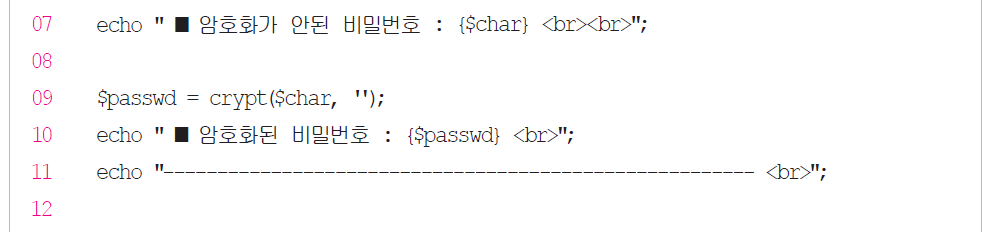 07 echo " ■ 암호화가 안된 비밀번호 : {$char} <br><br>";
08
09 $passwd = crypt($char, '');
10 echo " ■ 암호화된 비밀번호 : {$passwd} <br>";
11 echo "------------------------------------------------------- <br>";
12